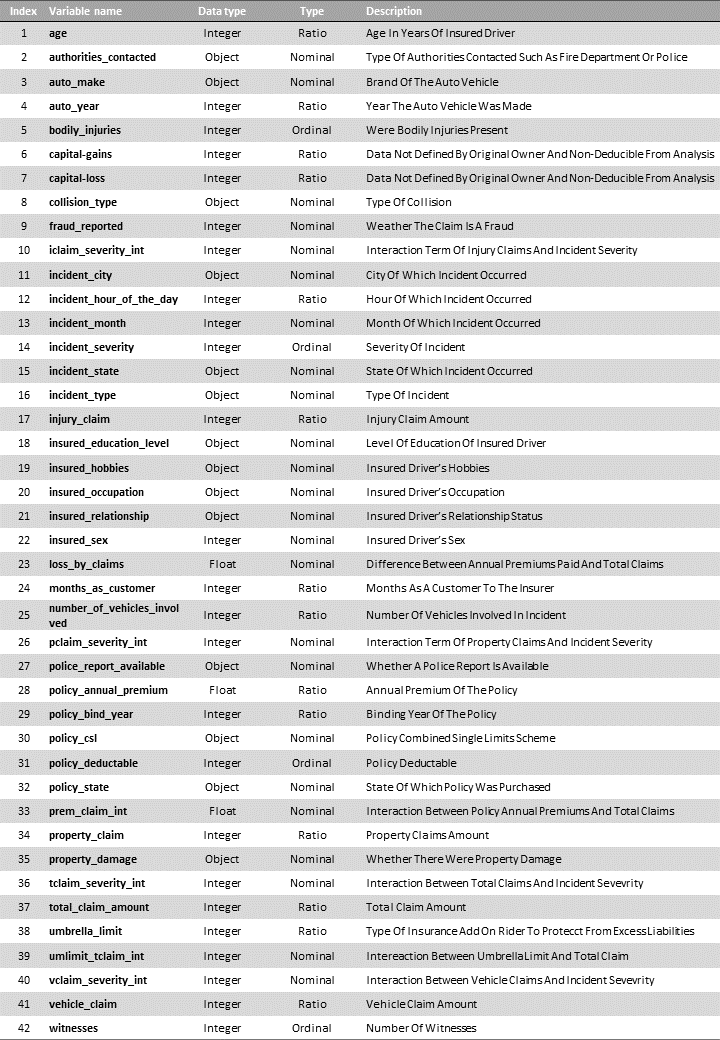 Index Variable name Data type Type Description
1 age Integer Ratio Age In Years Of Insured Driver
2 authorities_contacted Object Nominal Type Of Authorities Contacted Such As Fire Department Or Police
3 auto_make Object Nominal Brand Of The Auto Vehicle
4 auto_year Integer Ratio Year The Auto Vehicle Was Made
5 bodily_injuries Integer Ordinal Were Bodily Injuries Present
6 capital-gains Integer Ratio Data Not Defined By Original Owner And Non-Deducible From Analysis
7 capital-loss Integer Ratio Data Not Defined By Original Owner And Non-Deducible From Analysis
8 collision_type Object Nominal Type Of Collision
9 fraud_reported Integer Nominal Weather The Claim Is A Fraud
10 iclaim_severity_int Integer Nominal Interaction Term Of Injury Claims And Incident Severity
11 incident_city Object Nominal City Of Which Incident Occurred
12 incident_hour_of_the_day Integer Ratio Hour Of Which Incident Occurred
13 incident_month Integer Nominal Month Of Which Incident Occurred
14 incident_severity Integer Ordinal Severity Of Incident
15 incident_state Object Nominal State Of Which Incident Occurred
16 incident_type Object Nominal Type Of Incident
17 injury_claim Integer Ratio Injury Claim Amount
18 insured_education_level Object Nominal Level Of Education Of Insured Driver
19 insured_hobbies Object Nominal Insured Driver's Hobbies
20 insured_occupation Object Nominal Insured Driver's Occupation
21 insured_relationship Object Nominal Insured Driver's Relationship Status
22 insured_sex Integer Nominal Insured Driver's Sex
23 loss_by_claims Float Nominal Difference Between Annual Premiums Paid And Total Claims
24 months_as_customer Integer Ratio Months As A Customer To The Insurer
25 number_of_vehicles_invol
ved Integer Ratio Number Of Vehicles Involved In Incident
26 pclaim_severity_int Integer Nominal Interaction Term Of Property Claims And Incident Severity
27 police_report_available Object Nominal Whether A Police Report Is Available
28 policy_annual_premium Float Ratio Annual Premium Of The Policy
29 policy_bind_year Integer Ratio Binding Year Of The Policy
30 policy_csl Object Nominal Policy Combined Single Limits Scheme
31 policy_deductable Integer Ordinal Policy Deductable
32 policy_state Object Nominal State Of Which Policy Was Purchased
33 prem_claim_int Float Nominal Interaction Between Policy Annual Premiums And Total Claims
34 property_claim Integer Ratio Property Claims Amount
35 property_damage Object Nominal Whether There Were Property Damage
36 tclaim_severity_int Integer Nominal Interaction Between Total Claims And Incident Sevevrity
37 total_claim_amount Integer Ratio Total Claim Amount
38 umbrella_limit Integer Ratio Type Of Insurance Add On Rider To Protecct From Excess Liabilities
39 umlimit_tclaim_int Integer Nominal Intereaction Between Umbrella Limit And Total Claim
40 vclaim_severity_int Integer Nominal Interaction Between Vehicle Claims And Incident Sevevrity
41 vehicle_claim Integer Ratio Vehicle Claim Amount
42 witnesses Integer Ordinal Number Of Witnesses